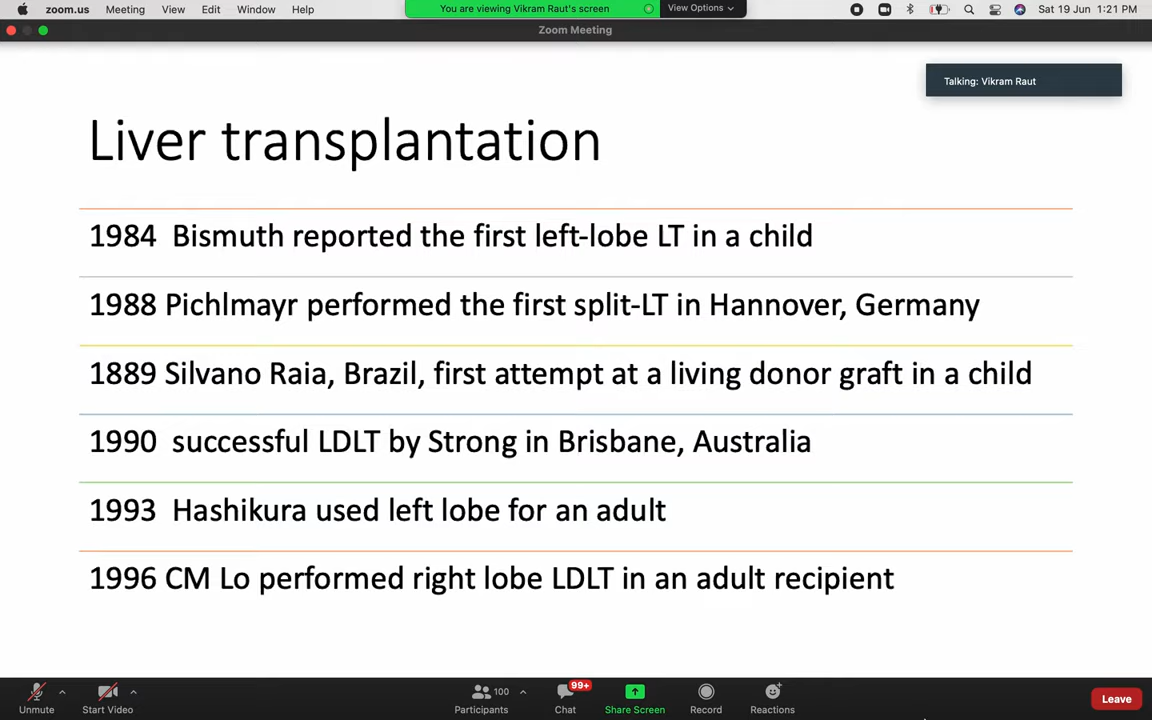 zoom.us Meeting View Edit Window Help You are viewing Vikram Raut's screen View Options Sat 19 Jun 1:21 PM
Zoom Meeting
Talking: Vikram Raut
Liver transplantation
1984 Bismuth reported the first left-lobe LT in a child
1988 Pichlmayr performed the first split-LT in Hannover, Germany
1889 Silvano Raia, Brazil, first attempt at a living donor graft in a child
1990 successful LDLT by Strong in Brisbane, Australia
1993 Hashikura used left lobe for an adult
1996 CM Lo performed right lobe LDLT in an adult recipient
100 99+
Unmute Start Video Participants Chat Share Screen Record Reactions Leave